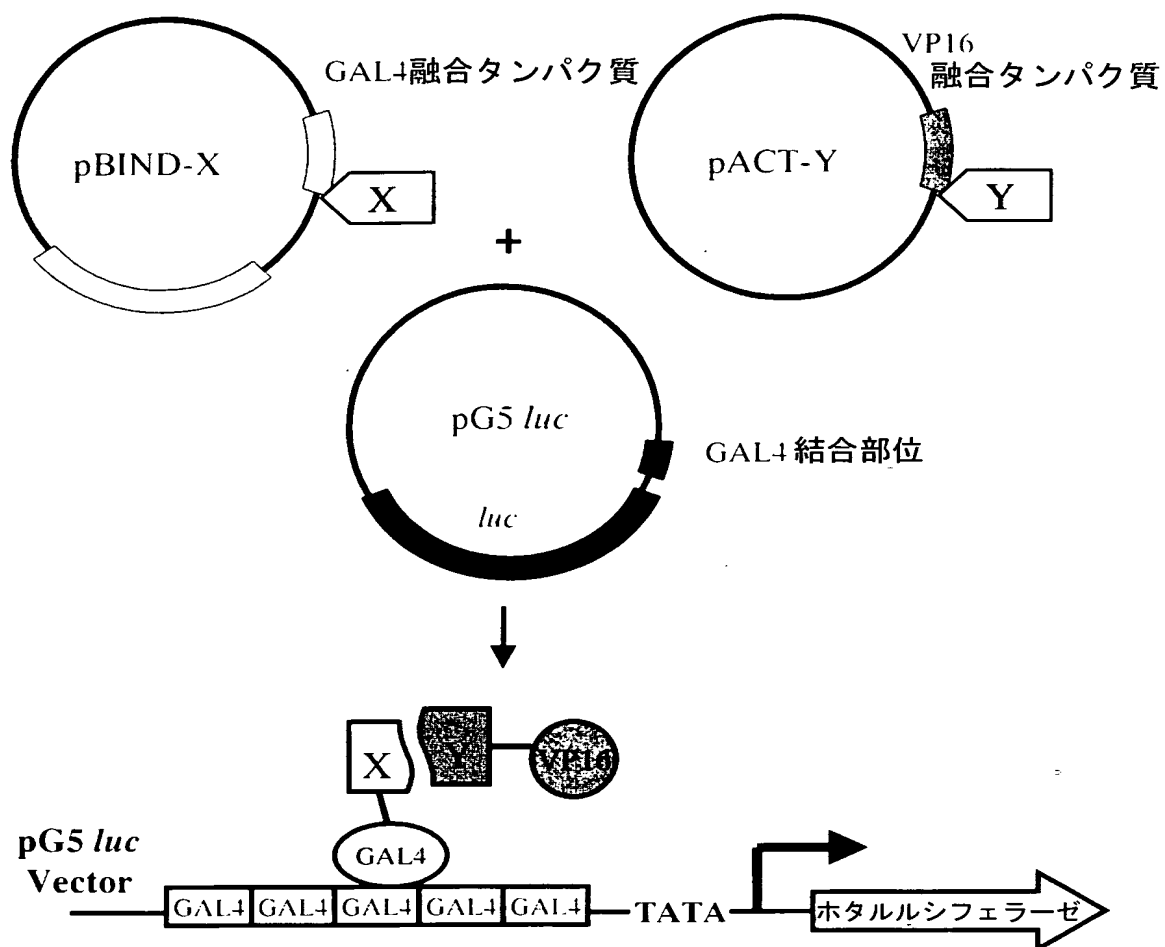 GAL4融合タンパク質
VP16
融合タンパク質
pBIND-X
pACT-Y
X
Y
+
pG5 luc
GAL4結合部位
luc
X
Y
VP16
GAL4
pG5 luc
Vector
GAL4 GAL4 GAL4 GAL4 GAL4
TATA
ホタルルシフェラーゼ